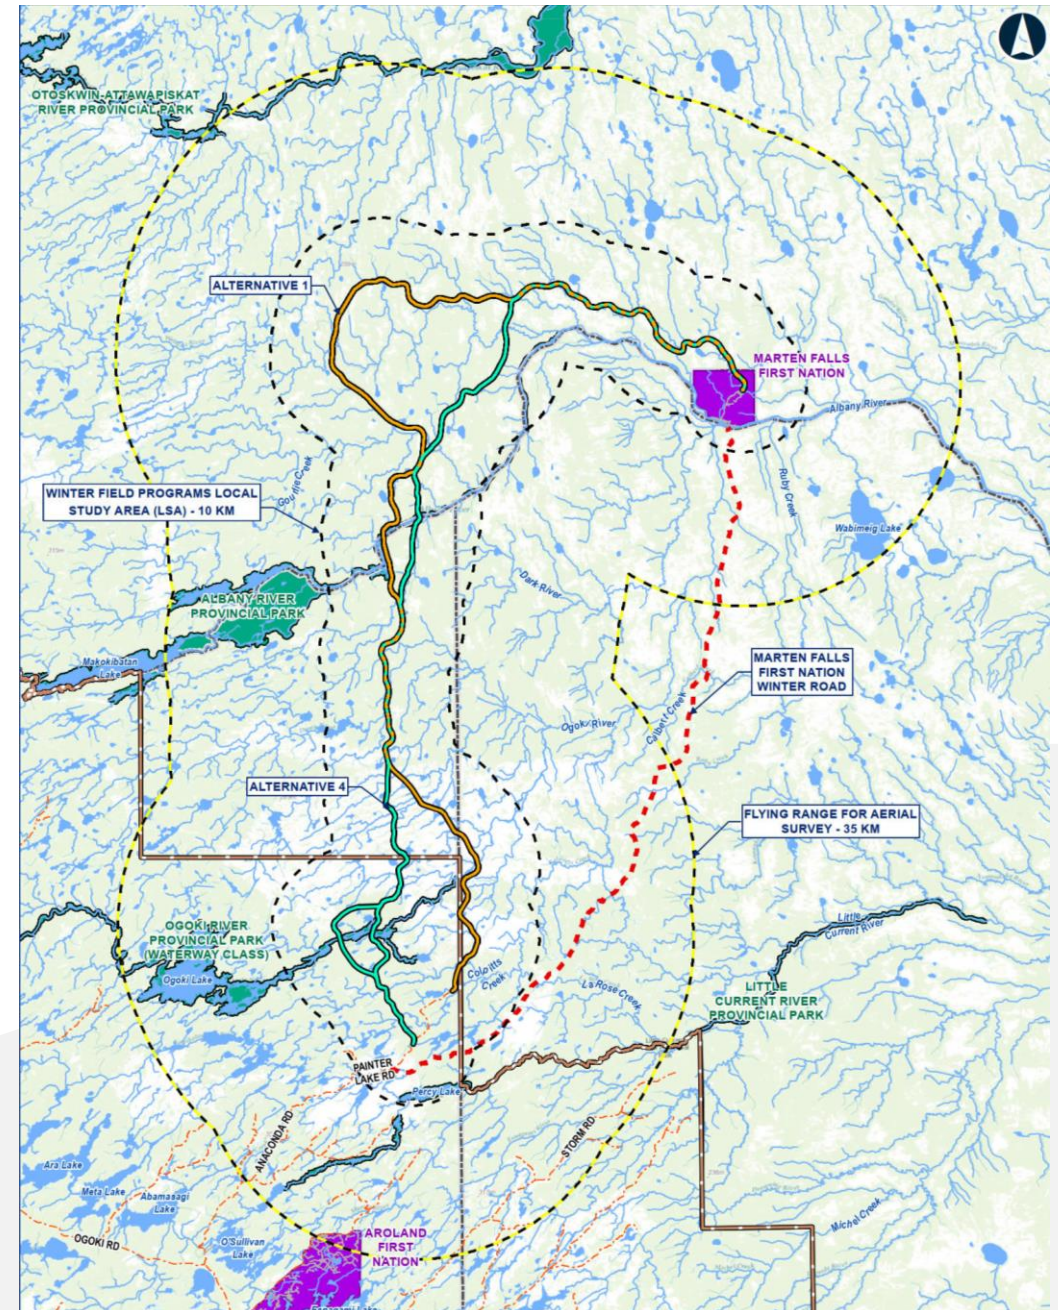 OTOSKWIN-ATTAWAPISKAT
RIVER PROVINCIAL PARK
ALTERNATIVE 1
MARTEN FALLS
FIRST NATION
Albany River
Goudie Creek
Ruby Creek
WINTER FIELD PROGRAMS LOCAL
STUDY AREA (LSA) - 10 KM
Wabimeig Lake
Dark River
ALBANY RIVER
PROVINCIAL PARK
Makokibatan
Lake
MARTEN FALLS
FIRST NATION
WINTER ROAD
Ogoki River
ALTERNATIVE 4
FLYING RANGE FOR AERIAL
SURVEY - 35 KM
Little
Current River
OGOKI RIVER
PROVINCIAL PARK
(WATERWAY CLASS)
Ogoki Lake
Colpitts
Creek
La Rose Creek
LITTLE
CURRENT RIVER
PROVINCIAL PARK
PAINTER
LAKE RD
Percy Lake
ANACONDA RD
STORM RD
Ara Lake
Meta Lake
Abamasagi
Lake
Michel Creek
OGOKI RD
O'Sullivan
Lake
AROLAND
FIRST
NATION